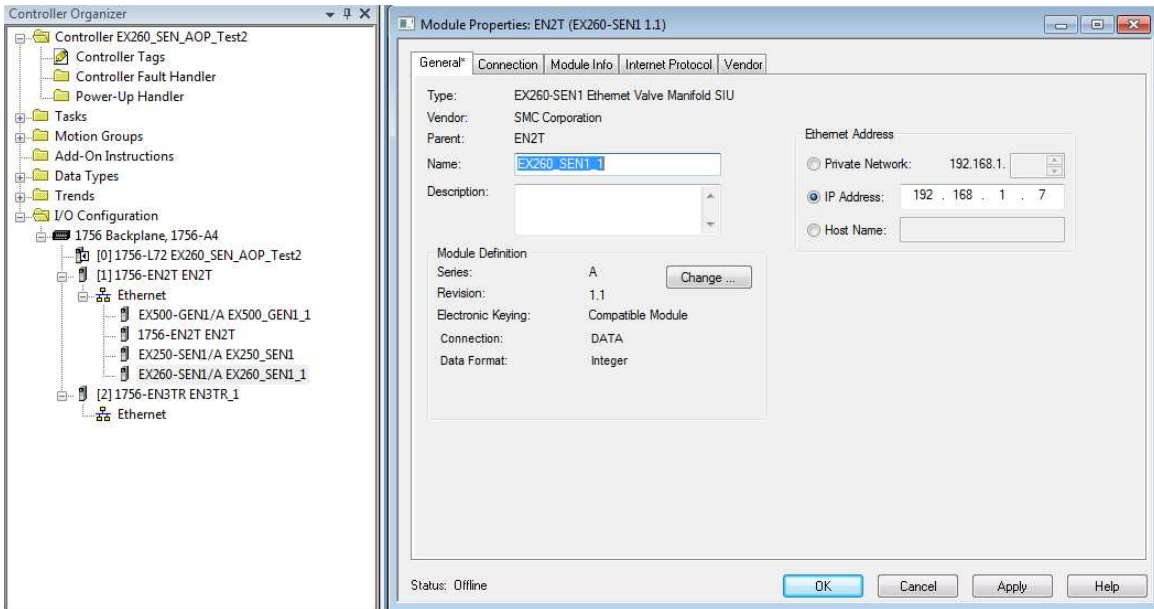 Controller Organizer
Controller EX260_SEN_AOP_Test2
Controller Tags
Controller Fault Handler
Power-Up Handler
Tasks
Motion Groups
Add-On Instructions
Data Types
Trends
I/O Configuration
1756 Backplane, 1756-A4
[0] 1756-L72 EX260_SEN_AOP_Test2
[1] 1756-EN2T EN2T
Ethernet
EX500-GEN1/A EX500_GEN1_1
1756-EN2T EN2T
EX250-SEN1/A EX250_SEN1
EX260-SEN1/A EX260_SEN1_1
[2] 1756-EN3TR EN3TR_1
Ethernet
Module Properties: EN2T (EX260-SEN1 1.1)
General* Connection Module Info Internet Protocol Vendor
Type: EX260-SEN1 Ethernet Valve Manifold SIU
Vendor: SMC Corporation
Parent: EN2T
Name: EX260_SEN1_1
Description:
Ethernet Address
Private Network: 192.168.1.
IP Address: 192 . 168 . 1 . 7
Host Name:
Module Definition
Series: A Change ...
Revision: 1.1
Electronic Keying: Compatible Module
Connection: DATA
Data Format: Integer
Status: Offline
OK Cancel Apply Help